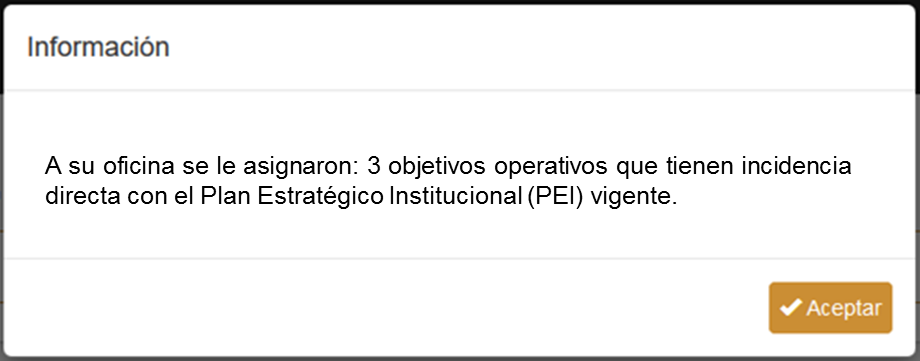 Información
A su oficina se le asignaron: 3 objetivos operativos que tienen incidencia
directa con el Plan Estratégico Institucional (PEI) vigente.
Aceptar